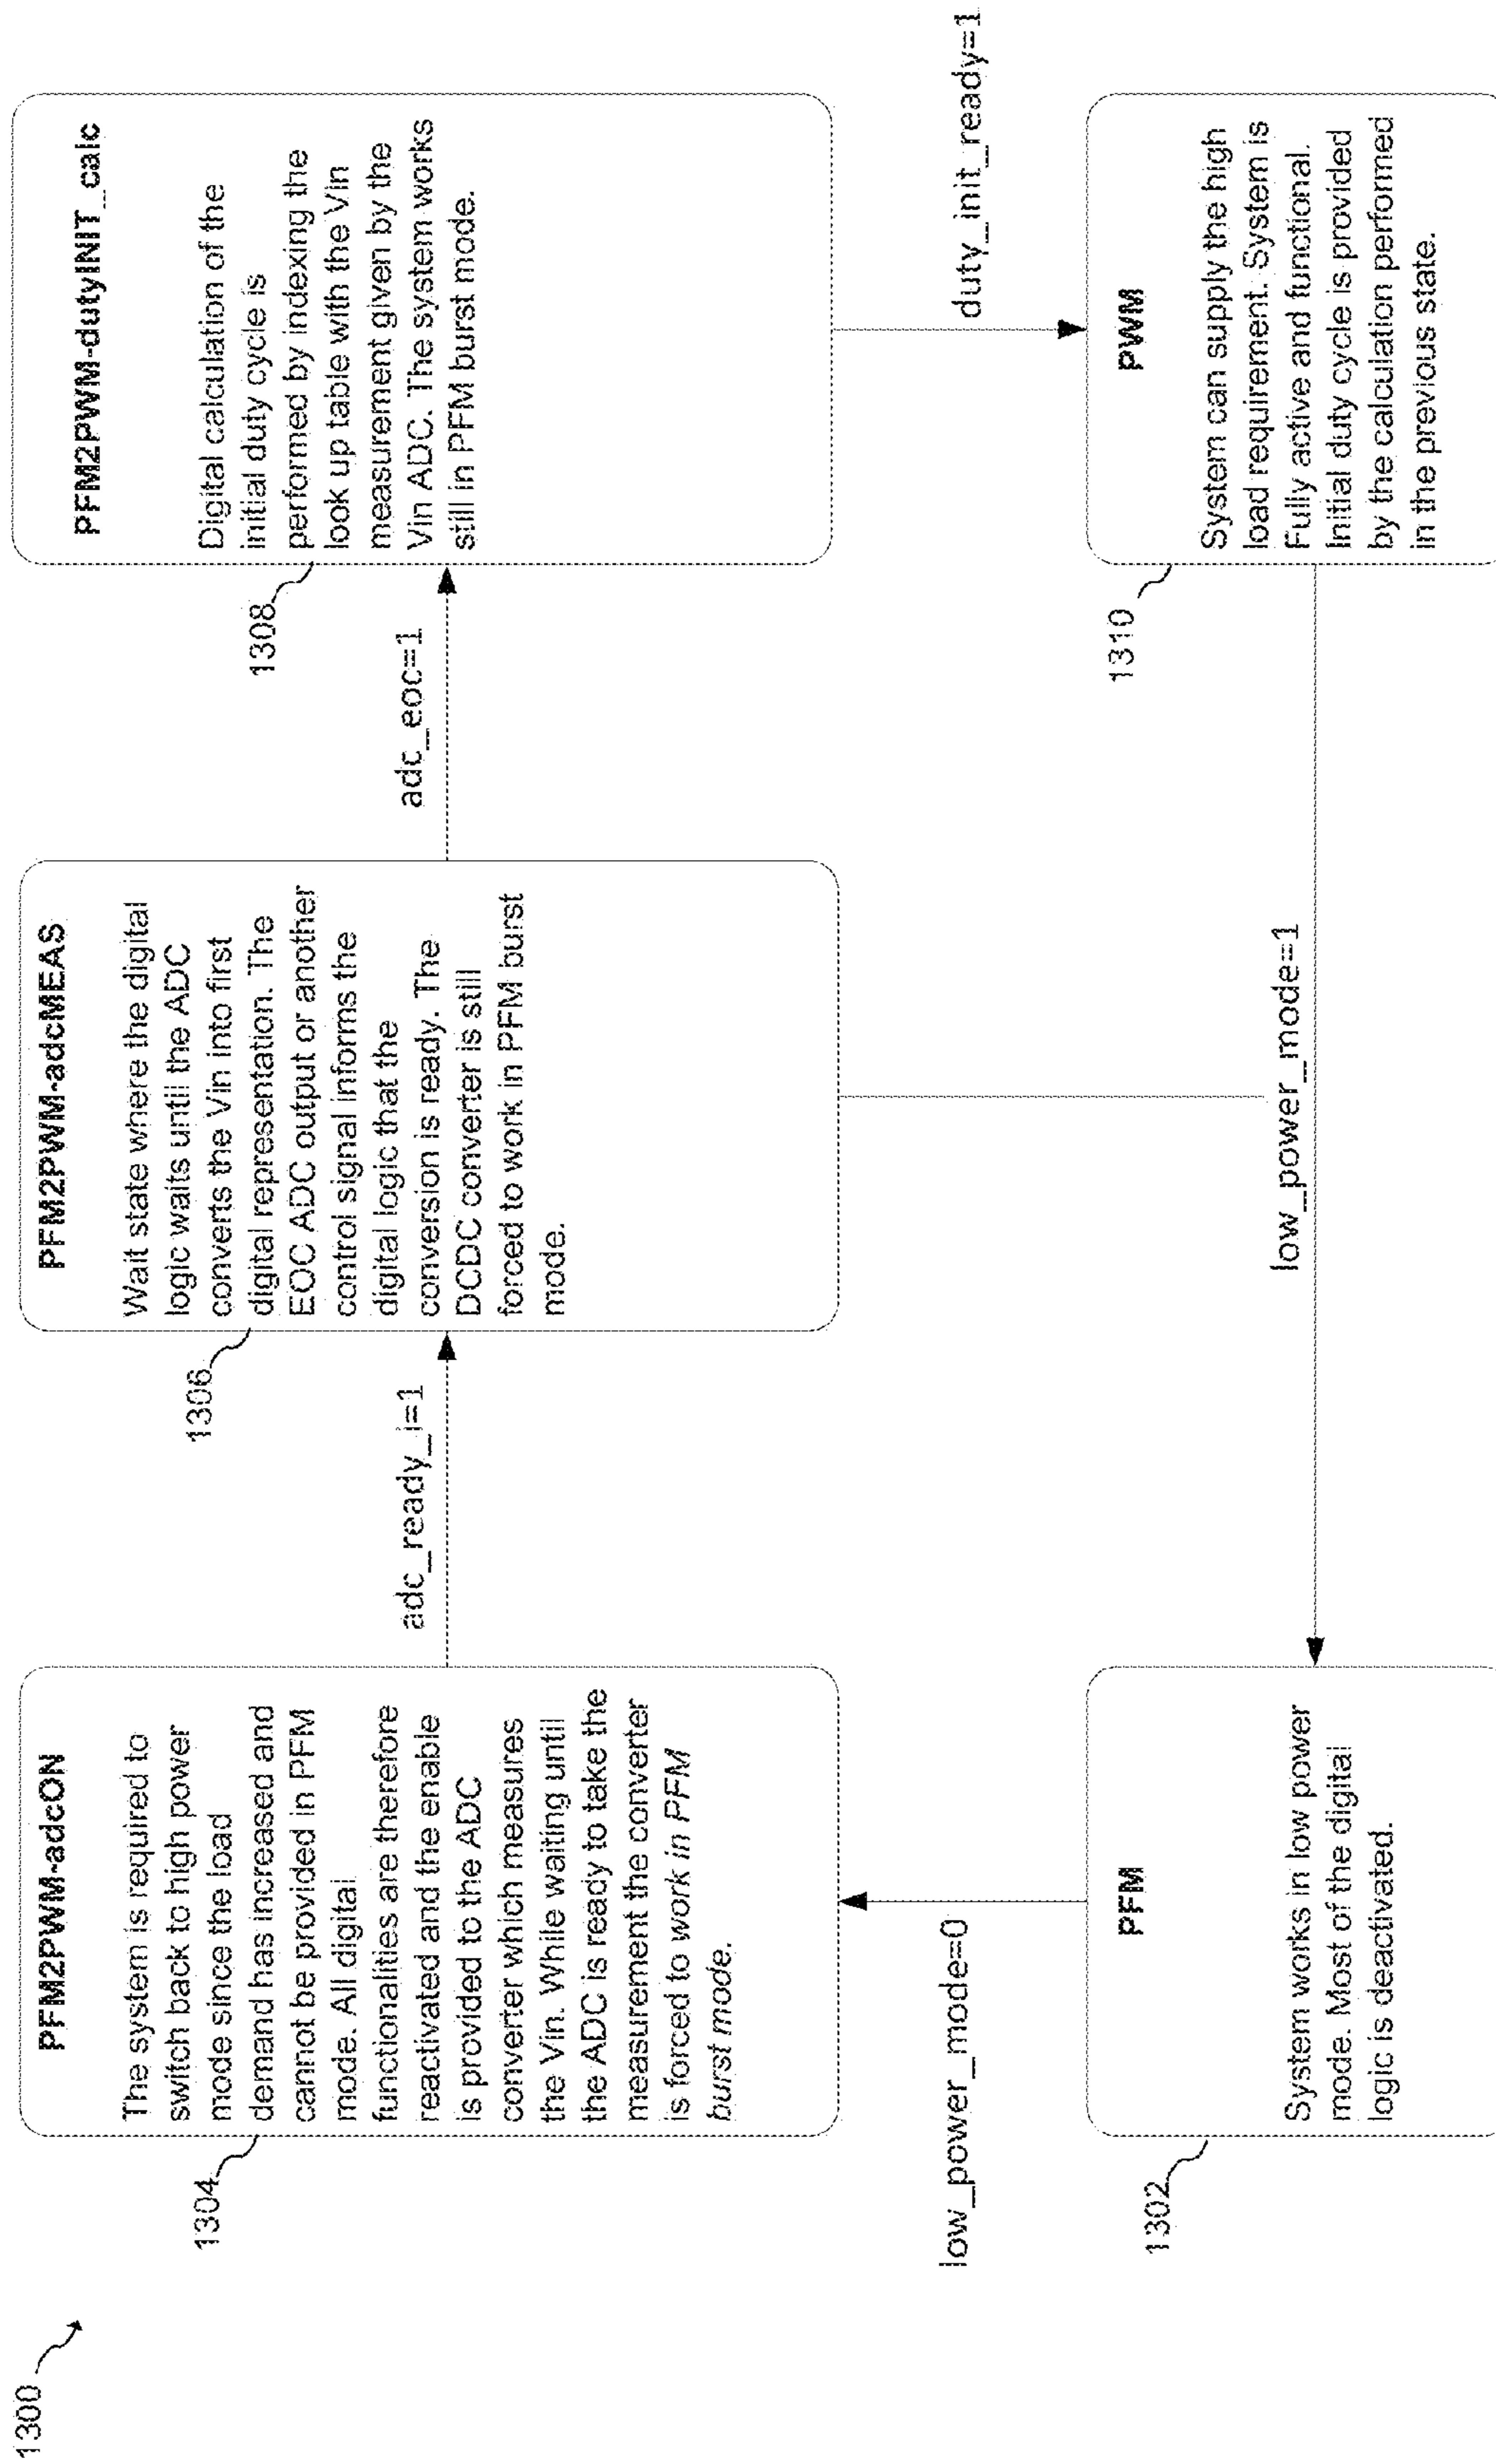 1300
1304
PFM2PWM-adcON
The system is required to
switch back to high power
mode since the load
demand has increased and
cannot be provided in PFM
mode. All digital
functionalities are therefore
reactivated and the enable
is provided to the ADC
converter which measures
the Vin. While waiting until
the ADC is ready to take the
measurement the converter
is forced to work in PFM
burst mode.
adc_ready_i=1
1306
PFM2PWM-adcMEAS
Wait state where the digital
logic waits until the ADC
converts the Vin into first
digital representation. The
EOC ADC output or another
control signal informs the
digital logic that the
conversion is ready. The
DCDC converter is still
forced to work in PFM burst
mode.
adc_eoc=1
1308
PFM2PWM-dutyINIT_calc
Digital calculation of the
initial duty cycle is
performed by indexing the
look up table with the Vin
measurement given by the
Vin ADC. The system works
still in PFM burst mode.
low_power_mode=0
duty_init_ready=1
1302
PFM
System works in low power
mode. Most of the digital
logic is deactivated.
low_power_mode=1
1310
PWM
System can supply the high
load requirement. System is
Fully active and functional.
Initial duty cycle is provided
by the calculation performed
in the previous state.